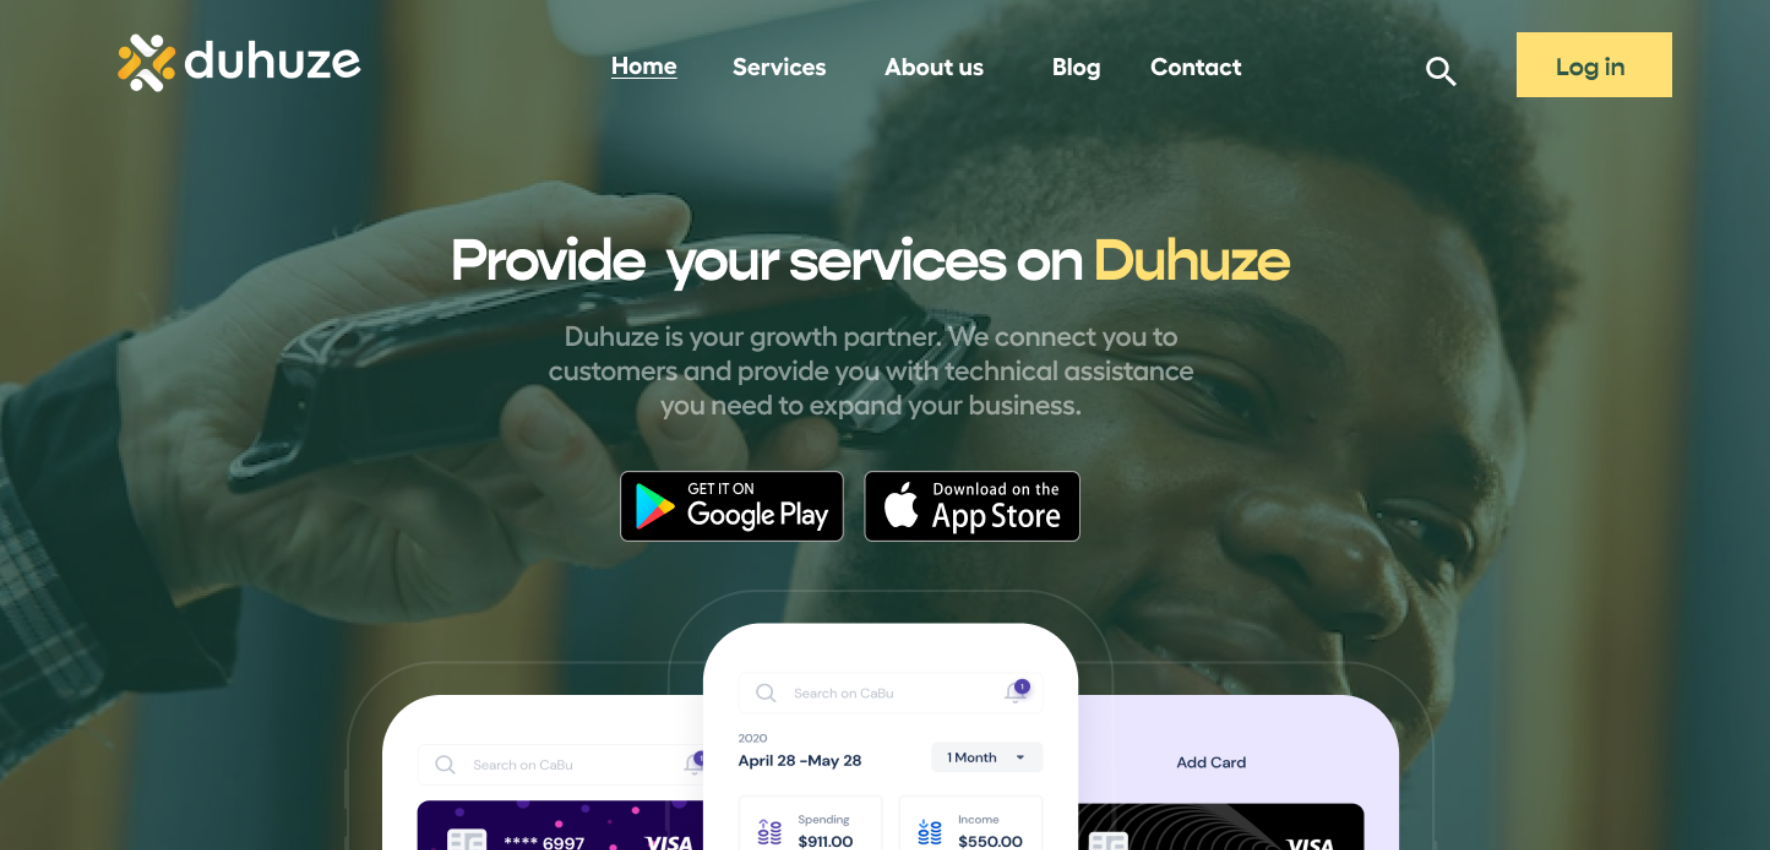 duhuze
Home Services About us Blog Contact
Log in
Provide your services on Duhuze
Duhuze is your growth partner. We connect you to
customers and provide you with technical assistance
you need to expand your business.
GET IT ON
Google Play
Download on the
App Store
Search on CaBu
1
2020
April 28 –May 28
1 Month
Spending
$911.00
Income
$550.00
Search on CaBu
**** 6997
VISA
Add Card
VISA